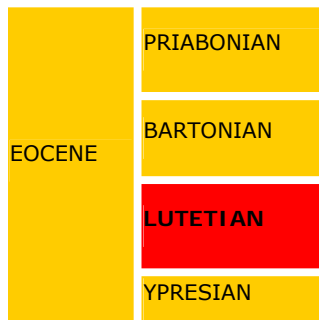 PRIABONIAN
BARTONIAN
EOCENE
LUTETIAN
YPRESIAN